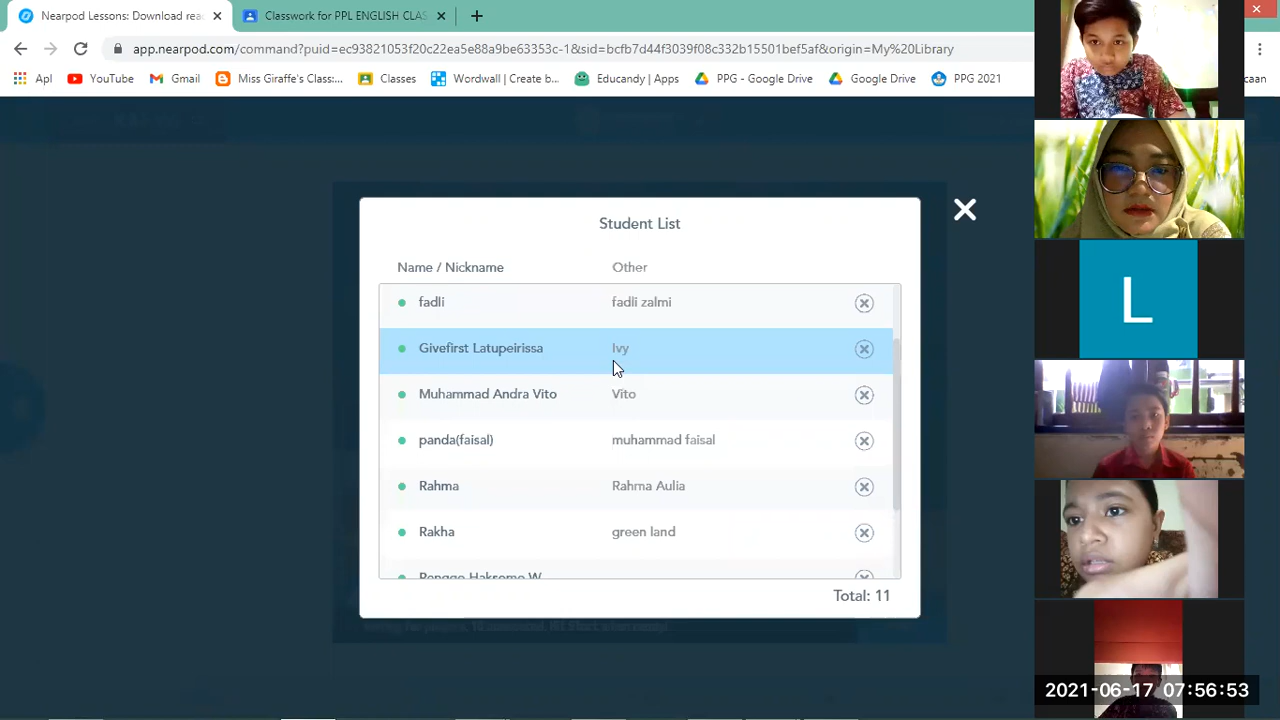 Nearpod Lessons: Download rea
Classwork for PPL ENGLISH CLAS
app.nearpod.com/command?puid=ec93821053f20c22ea5e88a9be63353c-1&sid=bcfb7d44f3039f08c332b15501bef5af&origin=My%20Library
Apl
YouTube
Gmail
Miss Giraffe's Class:...
Classes
Wordwall | Create b...
Educandy | Apps
PPG - Google Drive
Google Drive
PPG 2021
caan
Student List
Name / Nickname Other
fadli fadli zalmi
Givefirst Latupeirissa Ivy
Muhammad Andra Vito Vito
panda(faisal) muhammad faisal
Rahma Rahma Aulia
Rakha green land
Renggo Haksomo W
Total: 11
L
2021-06-17 07:56:53